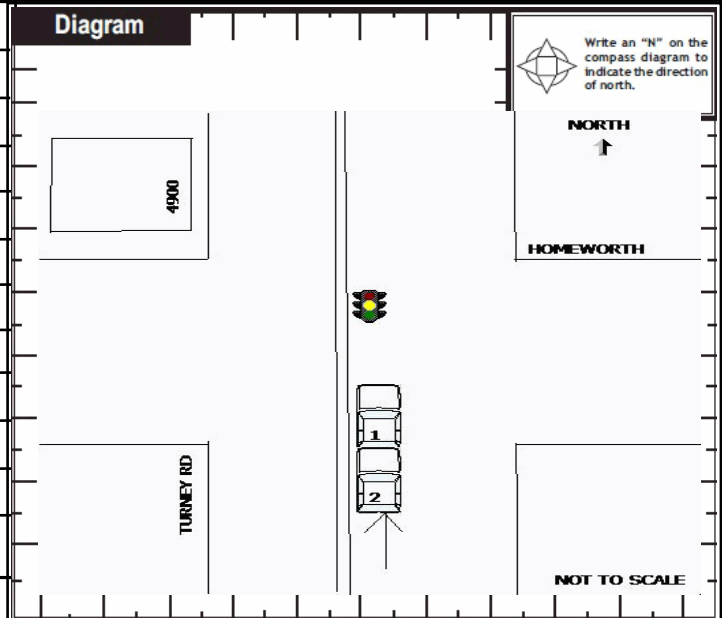 Diagram
Write an “N” on the
compass diagram to
indicate the direction
of north.
NORTH
4900
HOMEWORTH
1
2
TURNEY RD
NOT TO SCALE